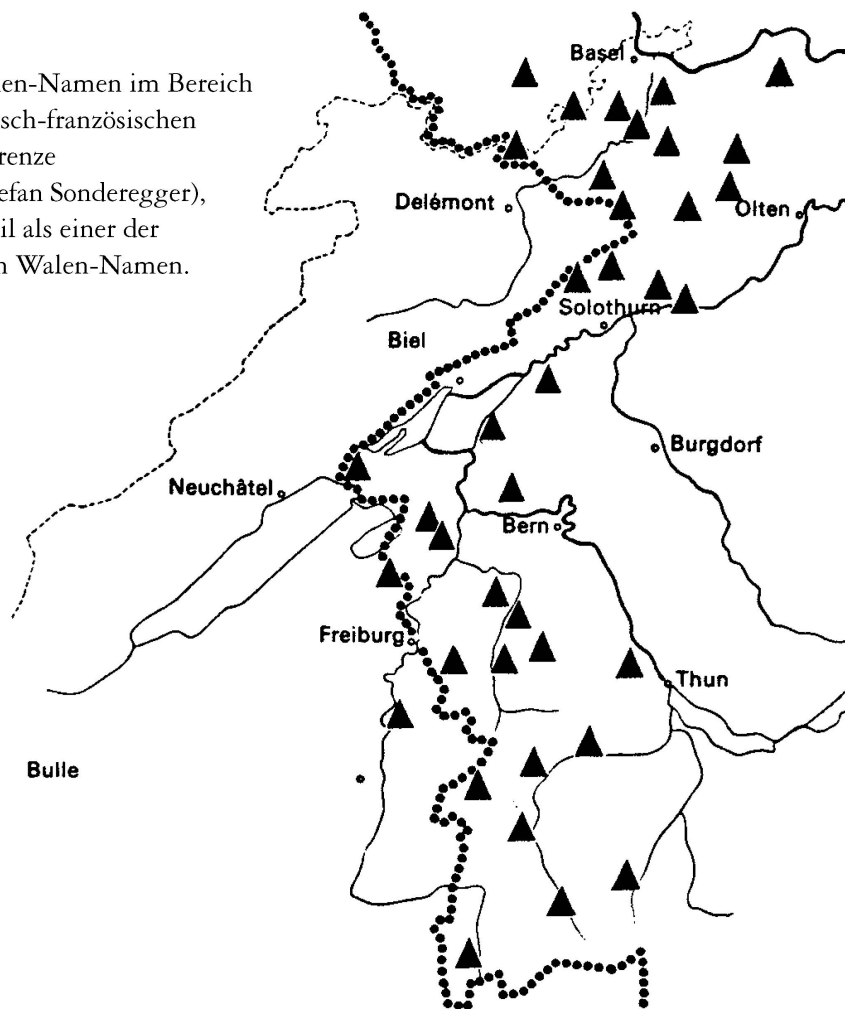 en-Namen im Bereich
sch-französischen
renze
efan Sonderegger),
il als einer der
n Walen-Namen.
Basel
Delémont
Olten
Solothurn
Biel
Burgdorf
Neuchâtel
Bern
Freiburg
Thun
Bulle